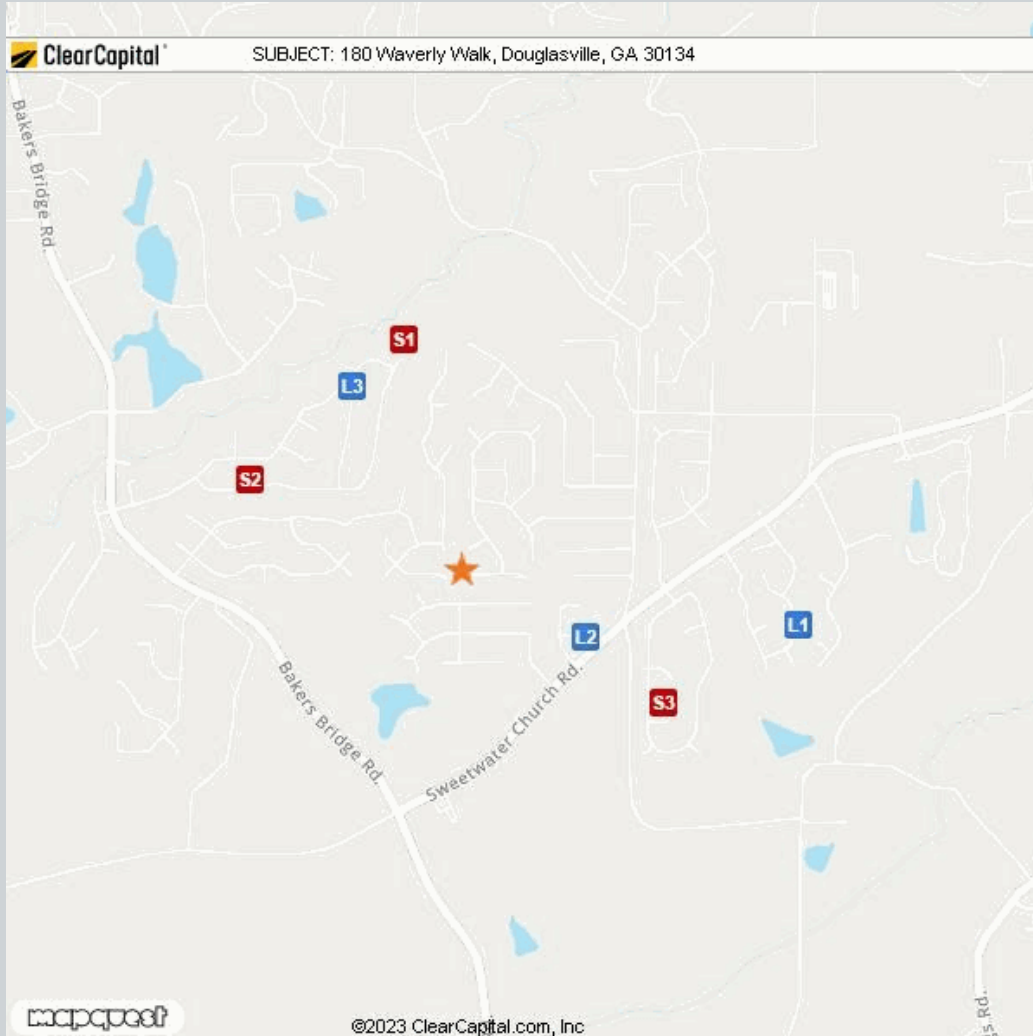 ClearCapital
SUBJECT: 180 Waverly Walk, Douglasville, GA 30134
Bakers Bridge Rd.
S1
L3
S2
L1
L2
S3
Bakers Bridge Rd.
Sweetwater Church Rd.
Rd.
mapquest
©2023 ClearCapital.com, Inc